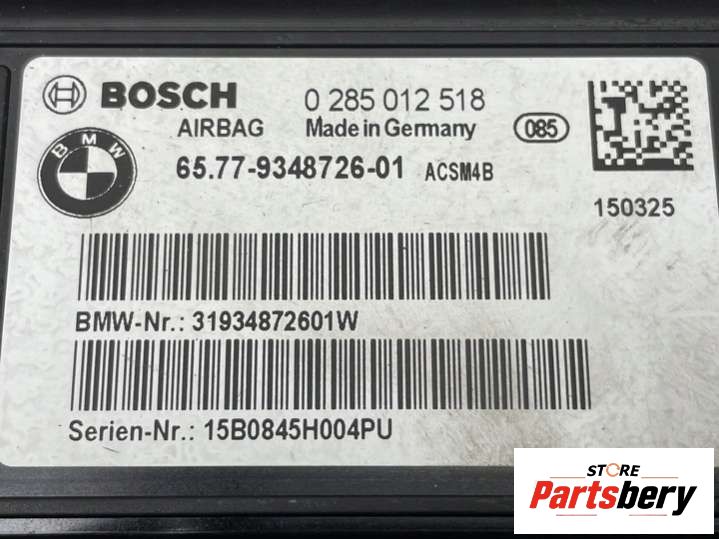 BOSCH 0 285 012 518
AIRBAG Made in Germany 085
BMW 65.77-9348726-01 ACSM4B
150325
BMW-Nr.: 31934872601W
Serien-Nr.: 15B0845H004PU
STORE
Partsbery